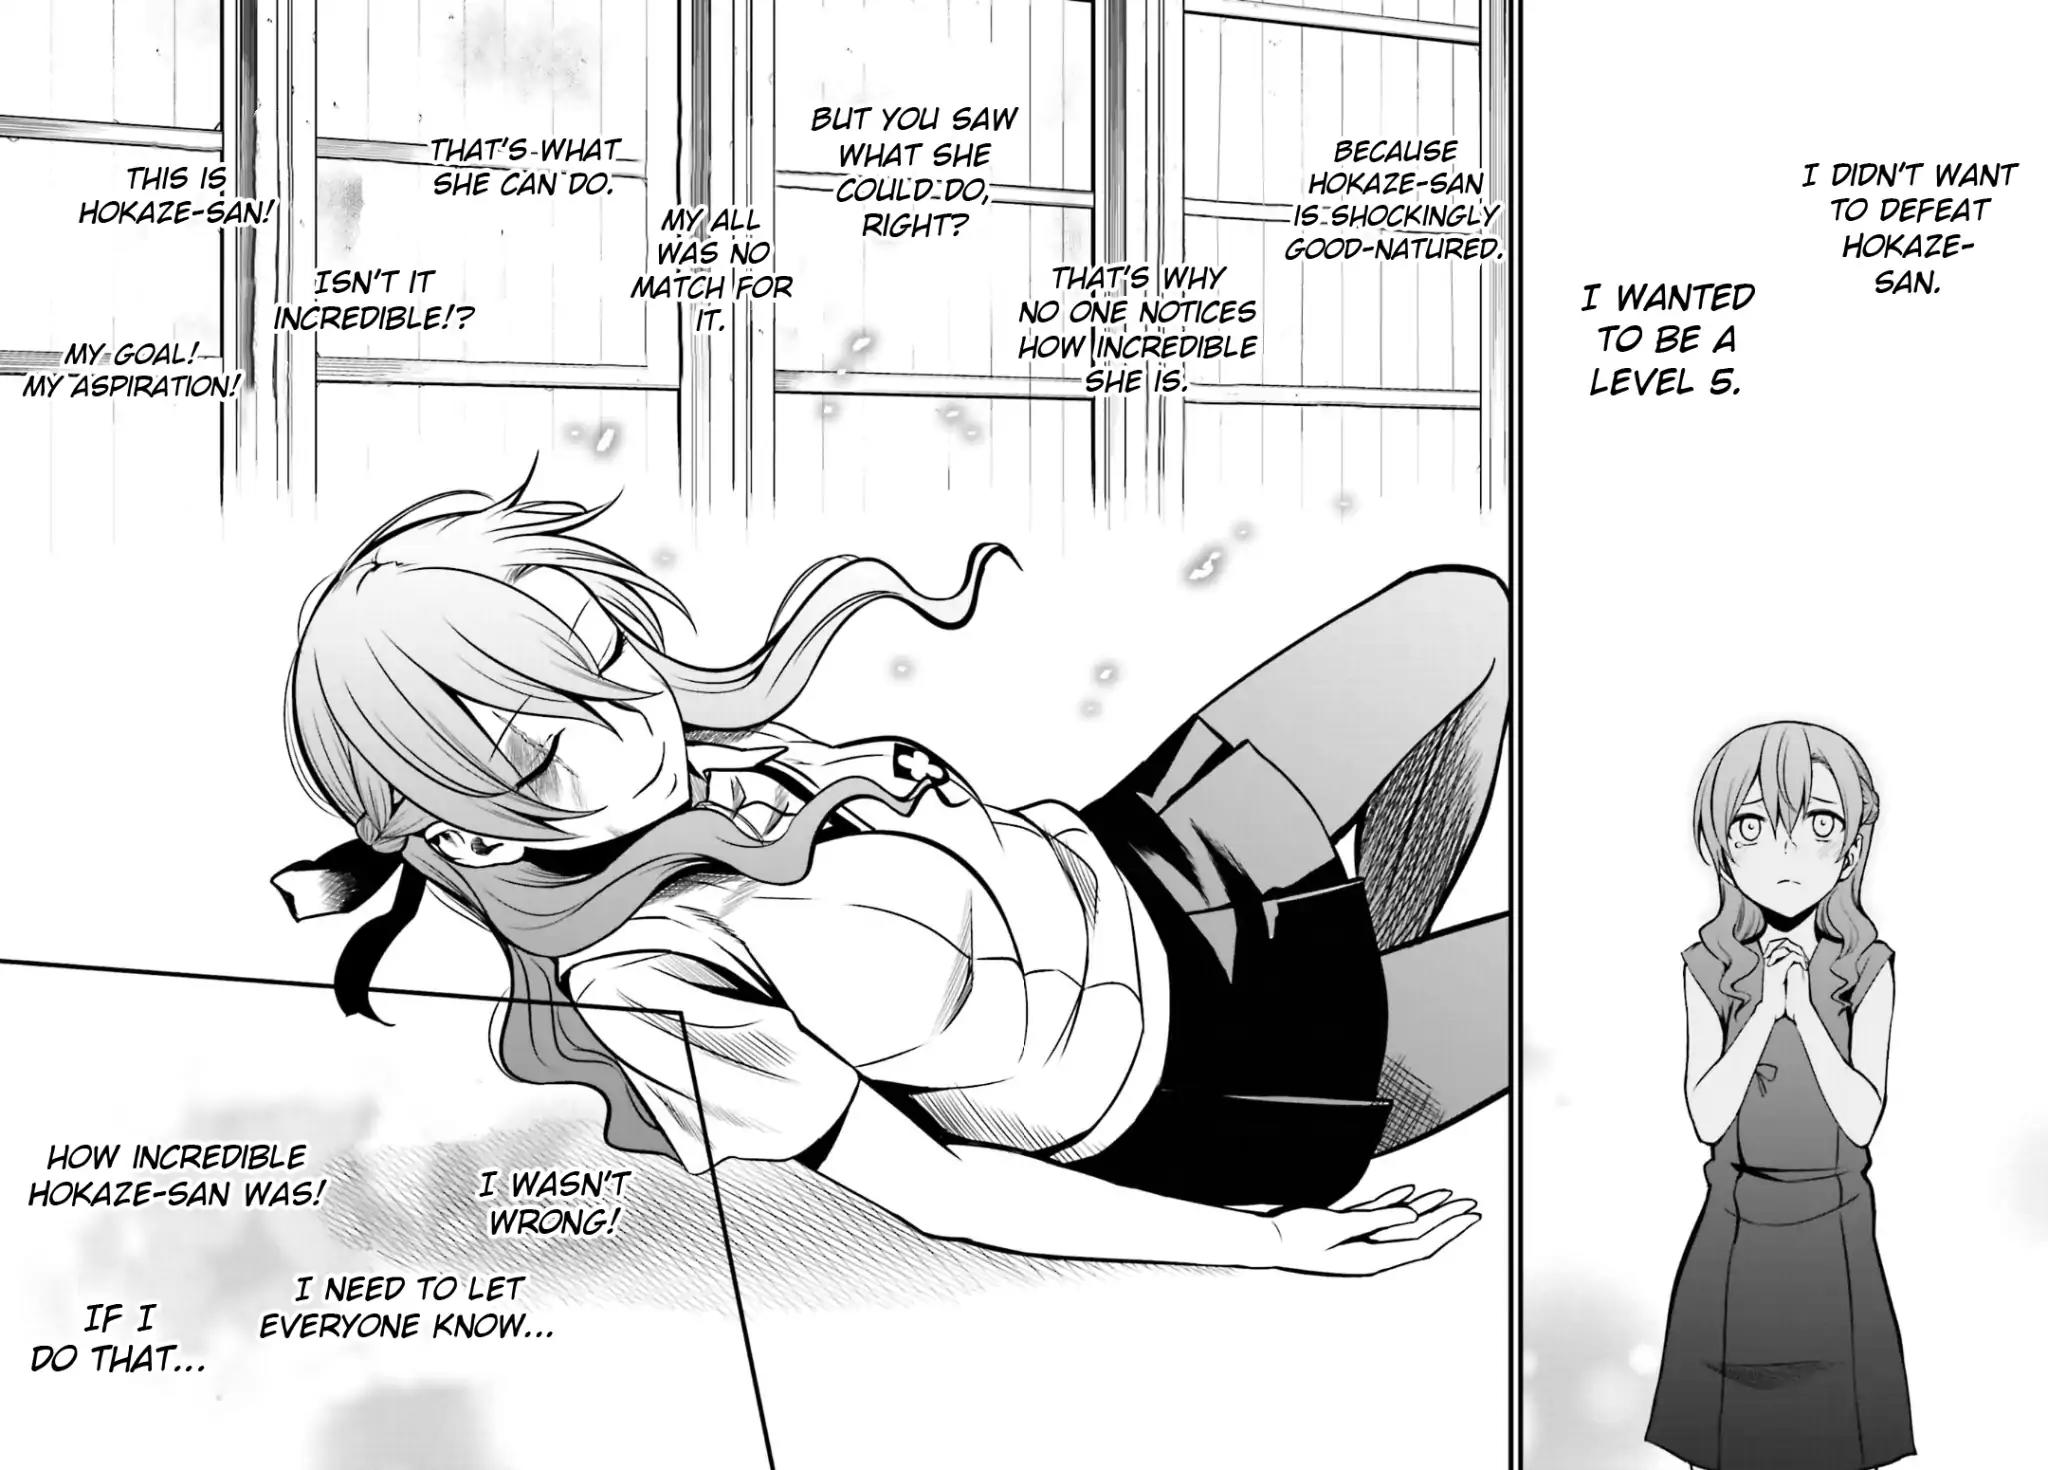 I DIDN'T WANT
TO DEFEAT
HOKAZE-
SAN.
I WANTED
TO BE A
LEVEL 5.
BECAUSE
HOKAZE-SAN
IS SHOCKINGLY
GOOD-NATURED.
THAT'S WHY
NO ONE NOTICES
HOW INCREDIBLE
SHE IS.
BUT YOU SAW
WHAT SHE
COULD DO,
RIGHT?
MY ALL
WAS NO
MATCH FOR
IT.
THAT'S WHAT
SHE CAN DO.
ISN'T IT
INCREDIBLE!?
THIS IS
HOKAZE-SAN!
MY GOAL!
MY ASPIRATION!
I WASN'T
WRONG!
I NEED TO LET
EVERYONE KNOW...
HOW INCREDIBLE
HOKAZE-SAN WAS!
IF I
DO THAT...